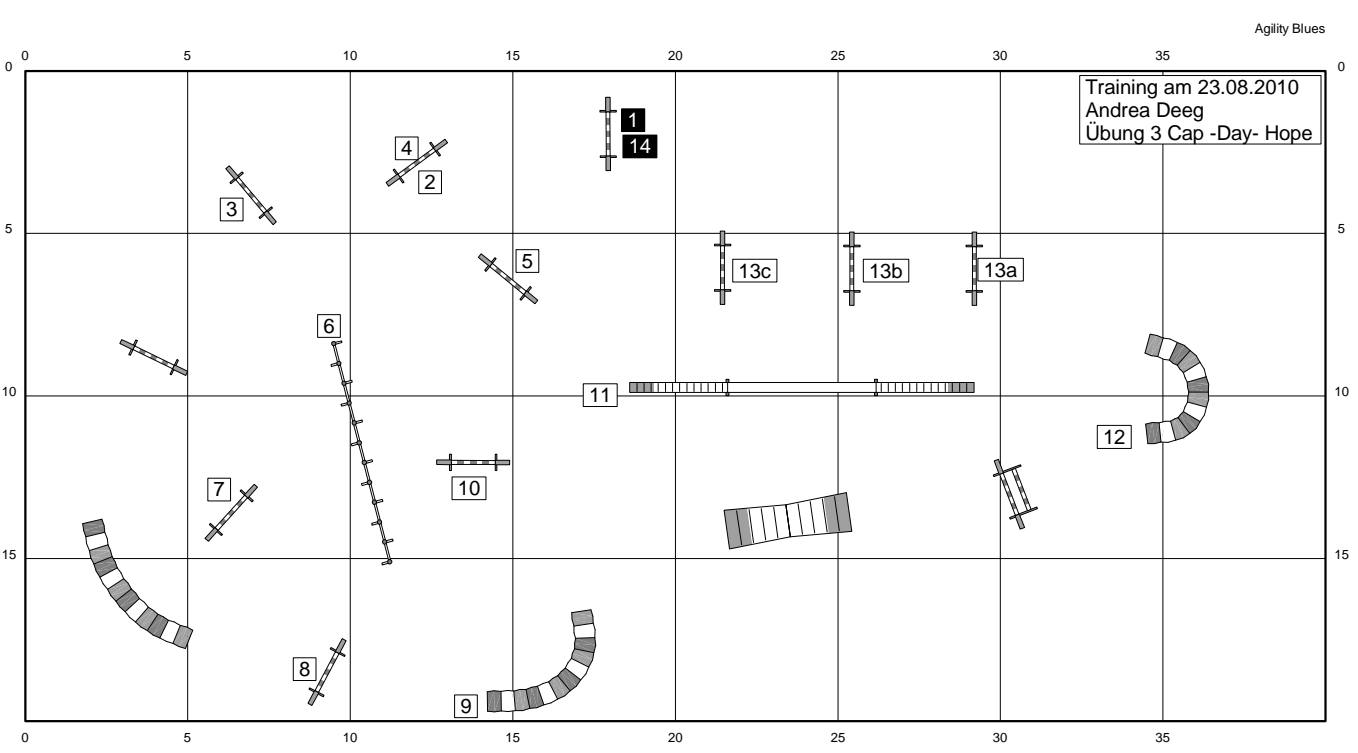 Agility Blues
0 5 10 15 20 25 30 35
0 0
Training am 23.08.2010
Andrea Deeg
Übung 3 Cap -Day- Hope
1
14
4
2
3
5 5
5
13c 13b 13a
6
10 10
11
12
7
10
15 15
8
9
0 5 10 15 20 25 30 35